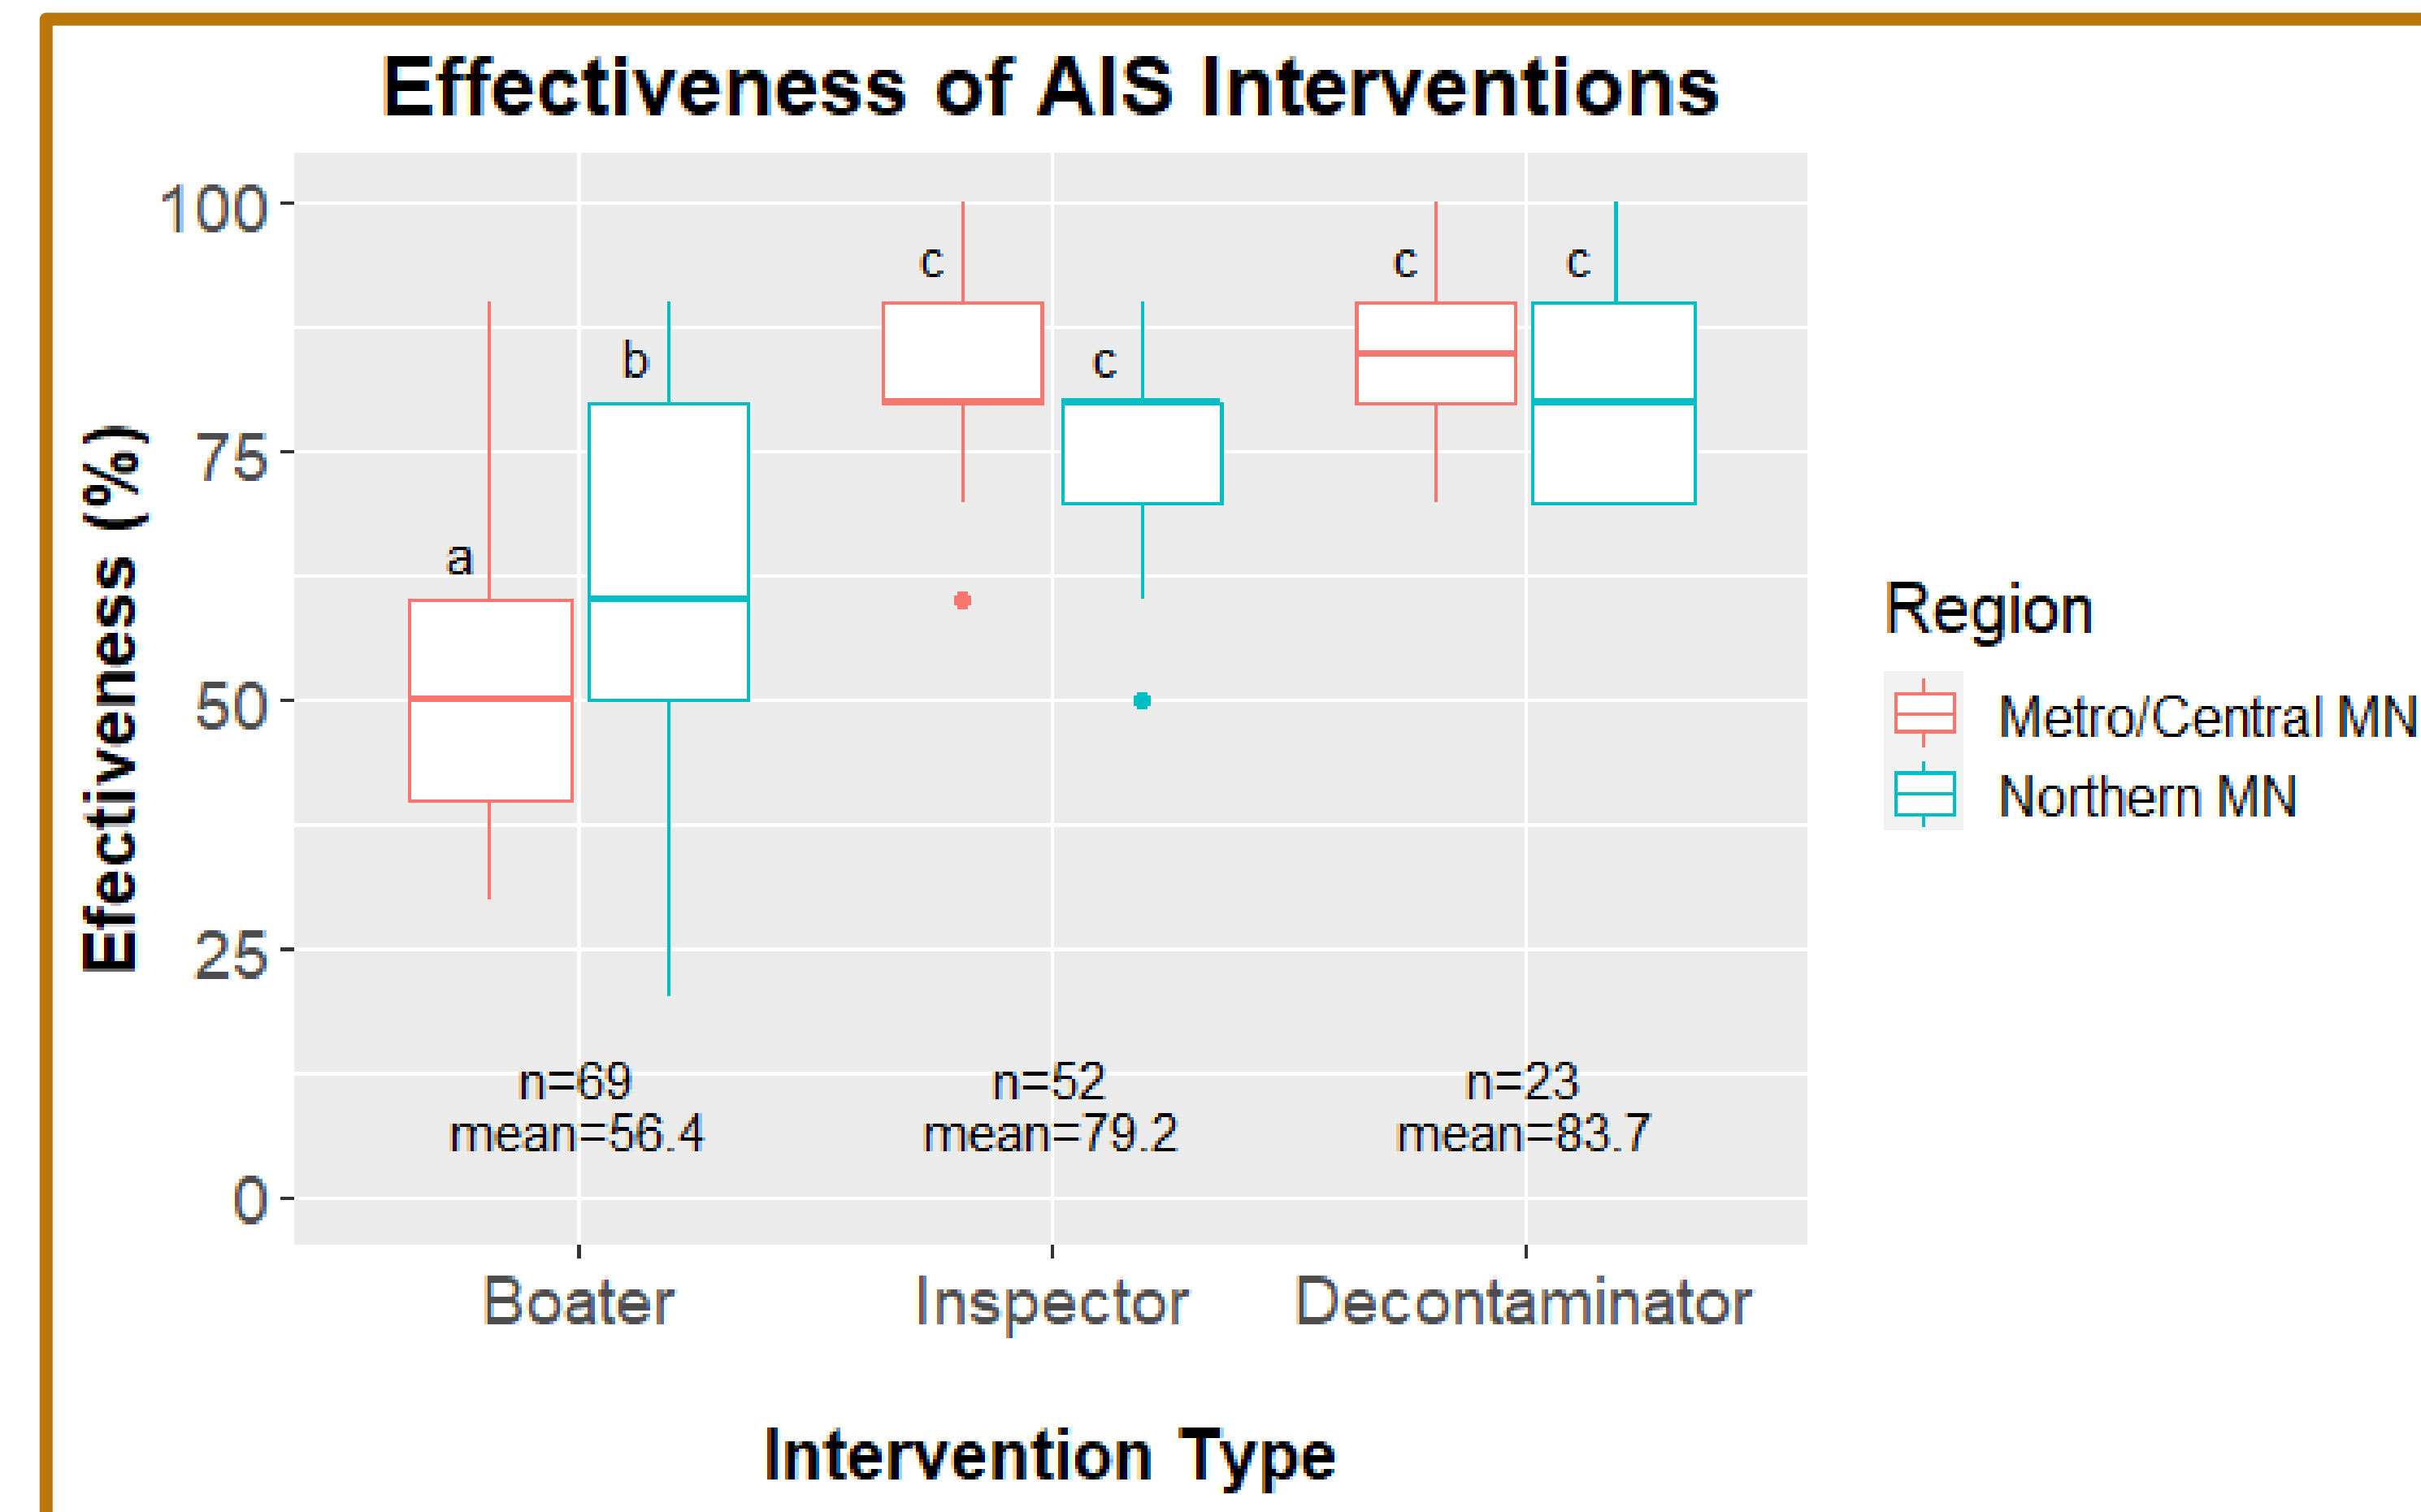 Effectiveness of AIS Interventions
Effectiveness (%)
100
75
50
25
0
a
b
c
c
c
c
n=69
mean=56.4
n=52
mean=79.2
n=23
mean=83.7
Boater
Inspector
Decontaminator
Intervention Type
Region
Metro/Central MN
Northern MN